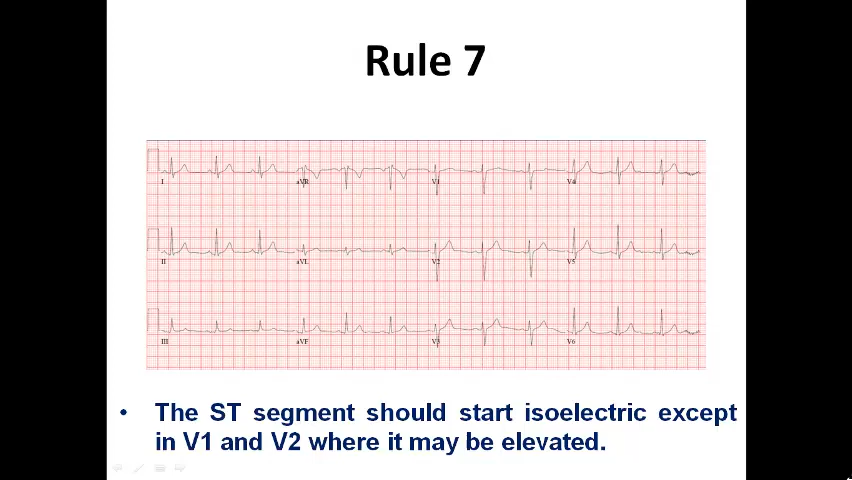 Rule 7
I aVR V1 V4
II aVL V2 V5
III aVF V3 V6
• The ST segment should start isoelectric except
in V1 and V2 where it may be elevated.